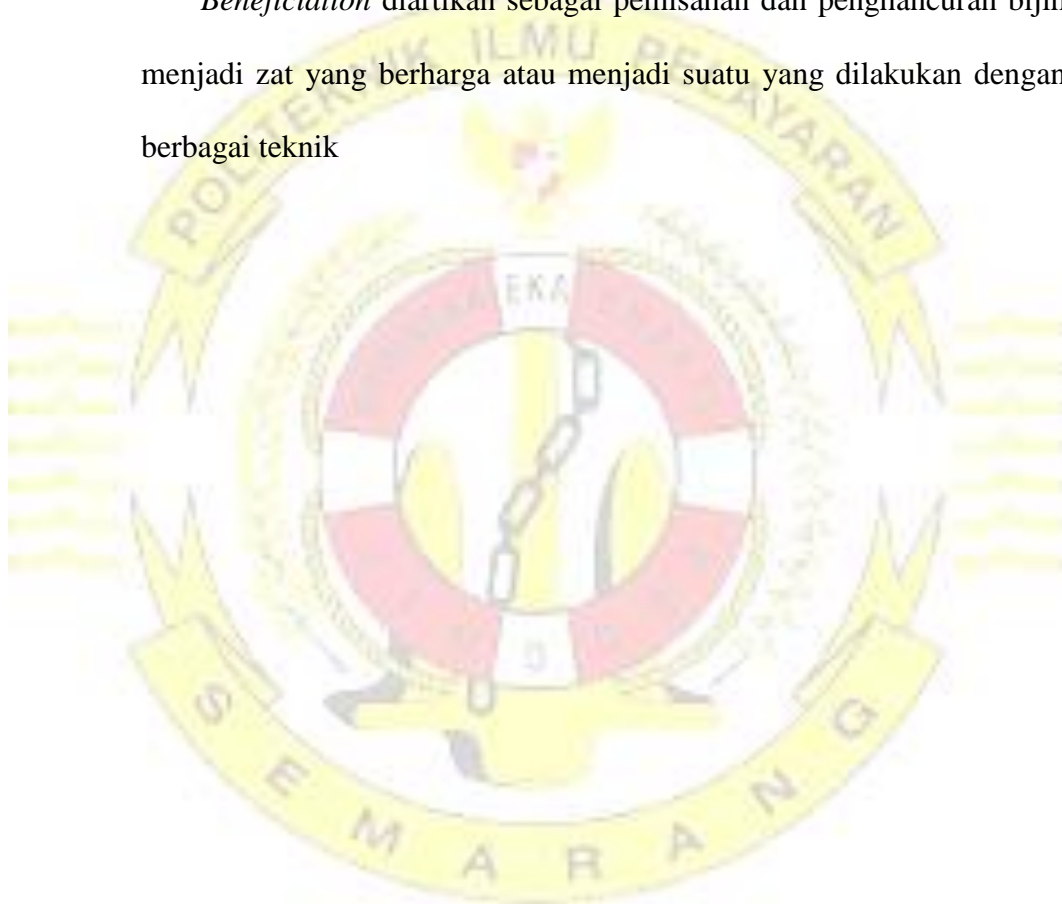 Beneficiation diartikan sebagai pemisahan dan penghancuran bijih
menjadi zat yang berharga atau menjadi suatu yang dilakukan dengan
berbagai teknik
POLITEKNIK ILMU PELAYARAN
EKA
SEMARANG